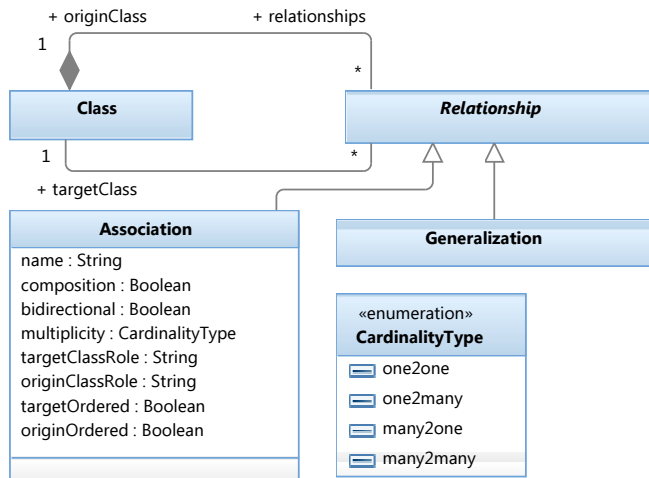 + originClass
+ relationships
1
*
Class
Relationship
1
*
+ targetClass
Association
name : String
composition : Boolean
bidirectional : Boolean
multiplicity : CardinalityType
targetClassRole : String
originClassRole : String
targetOrdered : Boolean
originOrdered : Boolean
Generalization
«enumeration»
CardinalityType
one2one
one2many
many2one
many2many